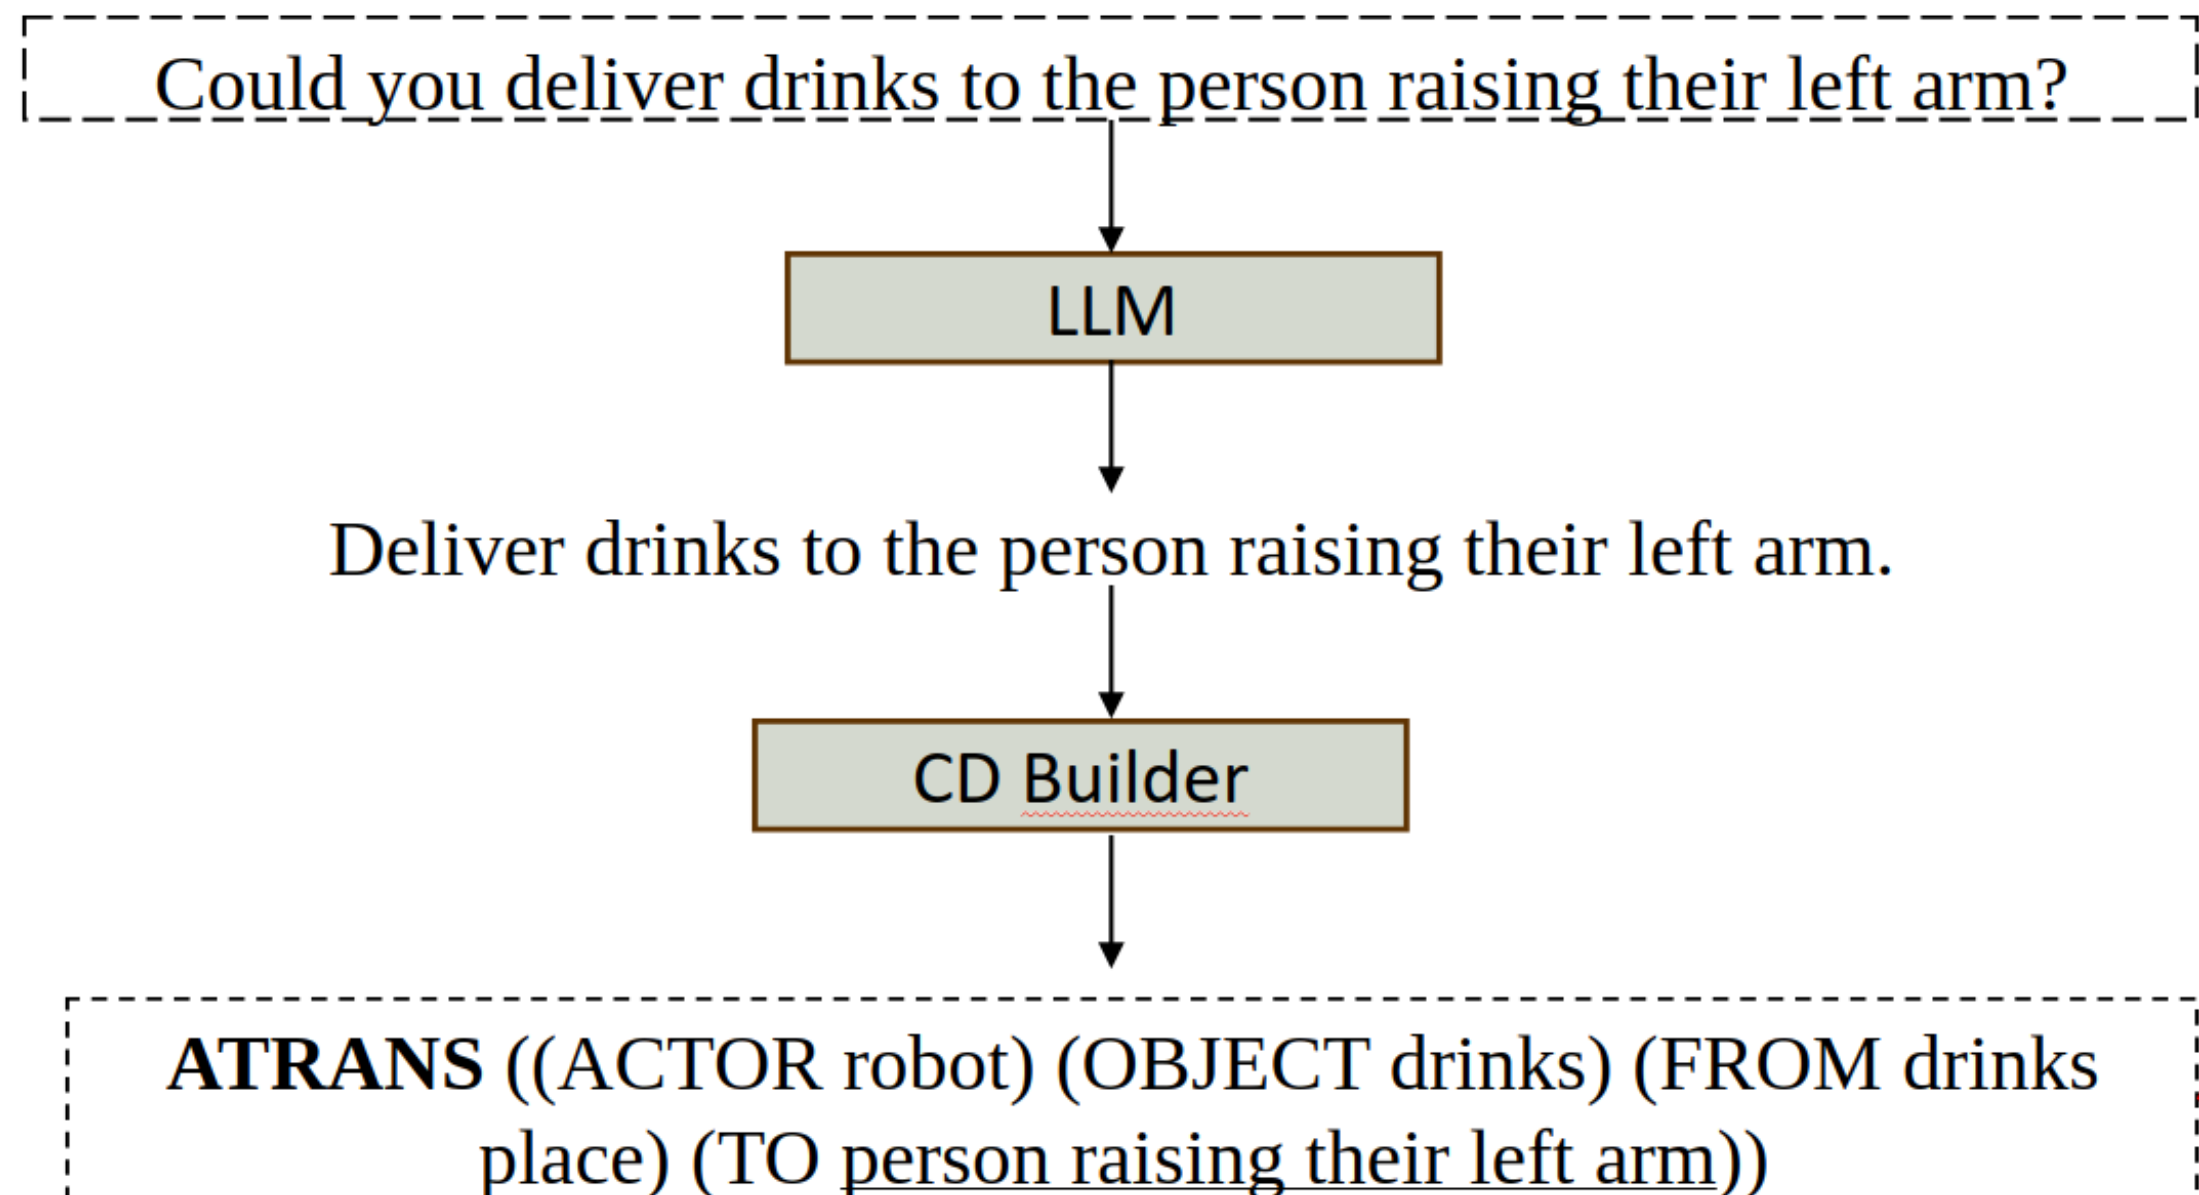 Could you deliver drinks to the person raising their left arm?
LLM
Deliver drinks to the person raising their left arm.
CD Builder
ATRANS ((ACTOR robot) (OBJECT drinks) (FROM drinks
place) (TO person raising their left arm))